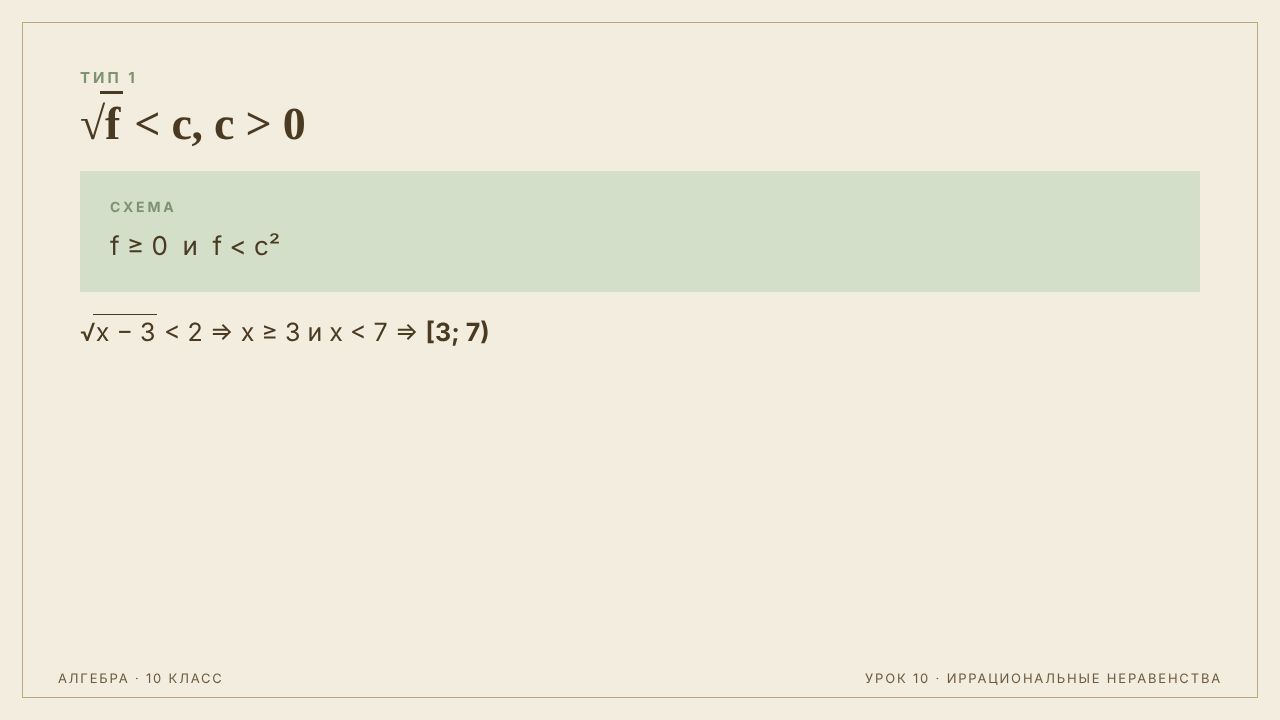 ТИП 1
√f < c, c > 0
СХЕМА
f ≥ 0 и f < c²
√x − 3 < 2 ⇒ x ≥ 3 и x < 7 ⇒ [3; 7)
АЛГЕБРА · 10 КЛАСС
УРОК 10 · ИРРАЦИОНАЛЬНЫЕ НЕРАВЕНСТВА